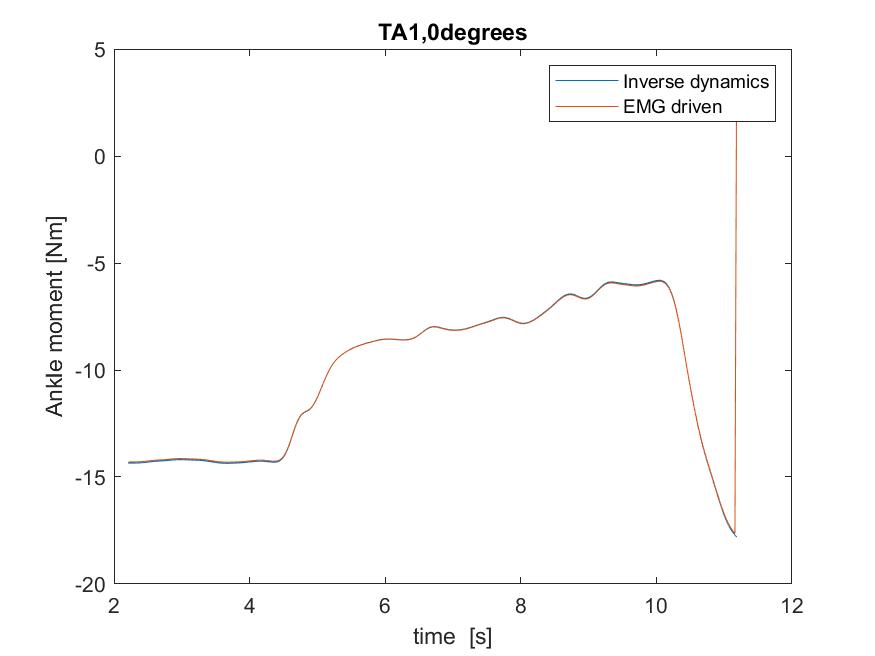 TA1,0degrees
Inverse dynamics
EMG driven
5
0
-5
-10
-15
-20
Ankle moment [Nm]
2
4
6
8
10
12
time [s]